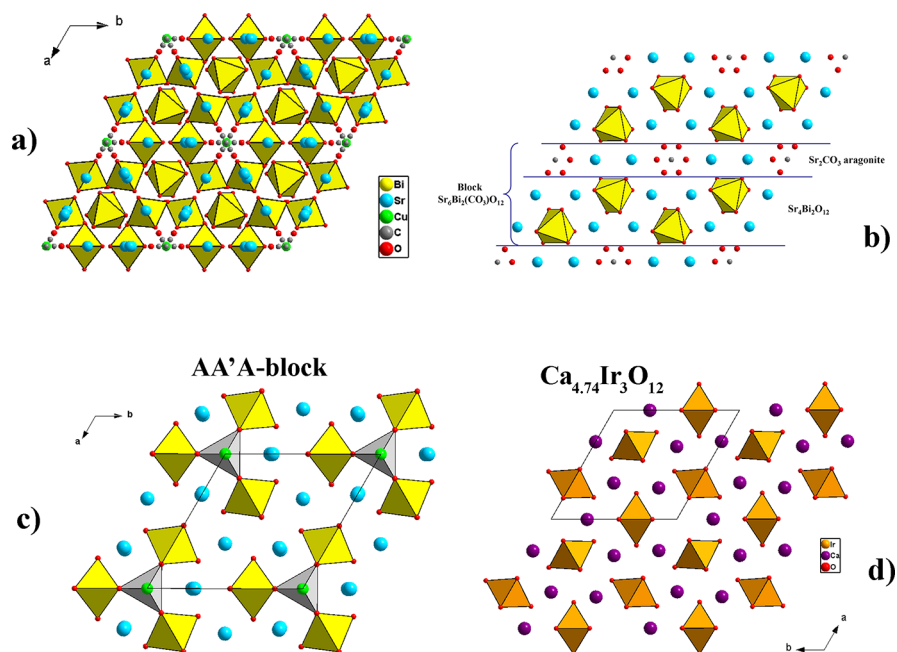 a)
b
a
Bi
Sr
Cu
C
O
b)
Block
Sr₆Bi₂(CO₃)O₁₂
Sr₂CO₃ aragonite
Sr₄Bi₂O₁₂
AA'A-block
b
a
c)
Ca₄.₇₄Ir₃O₁₂
Ir
Ca
O
d)
a
b